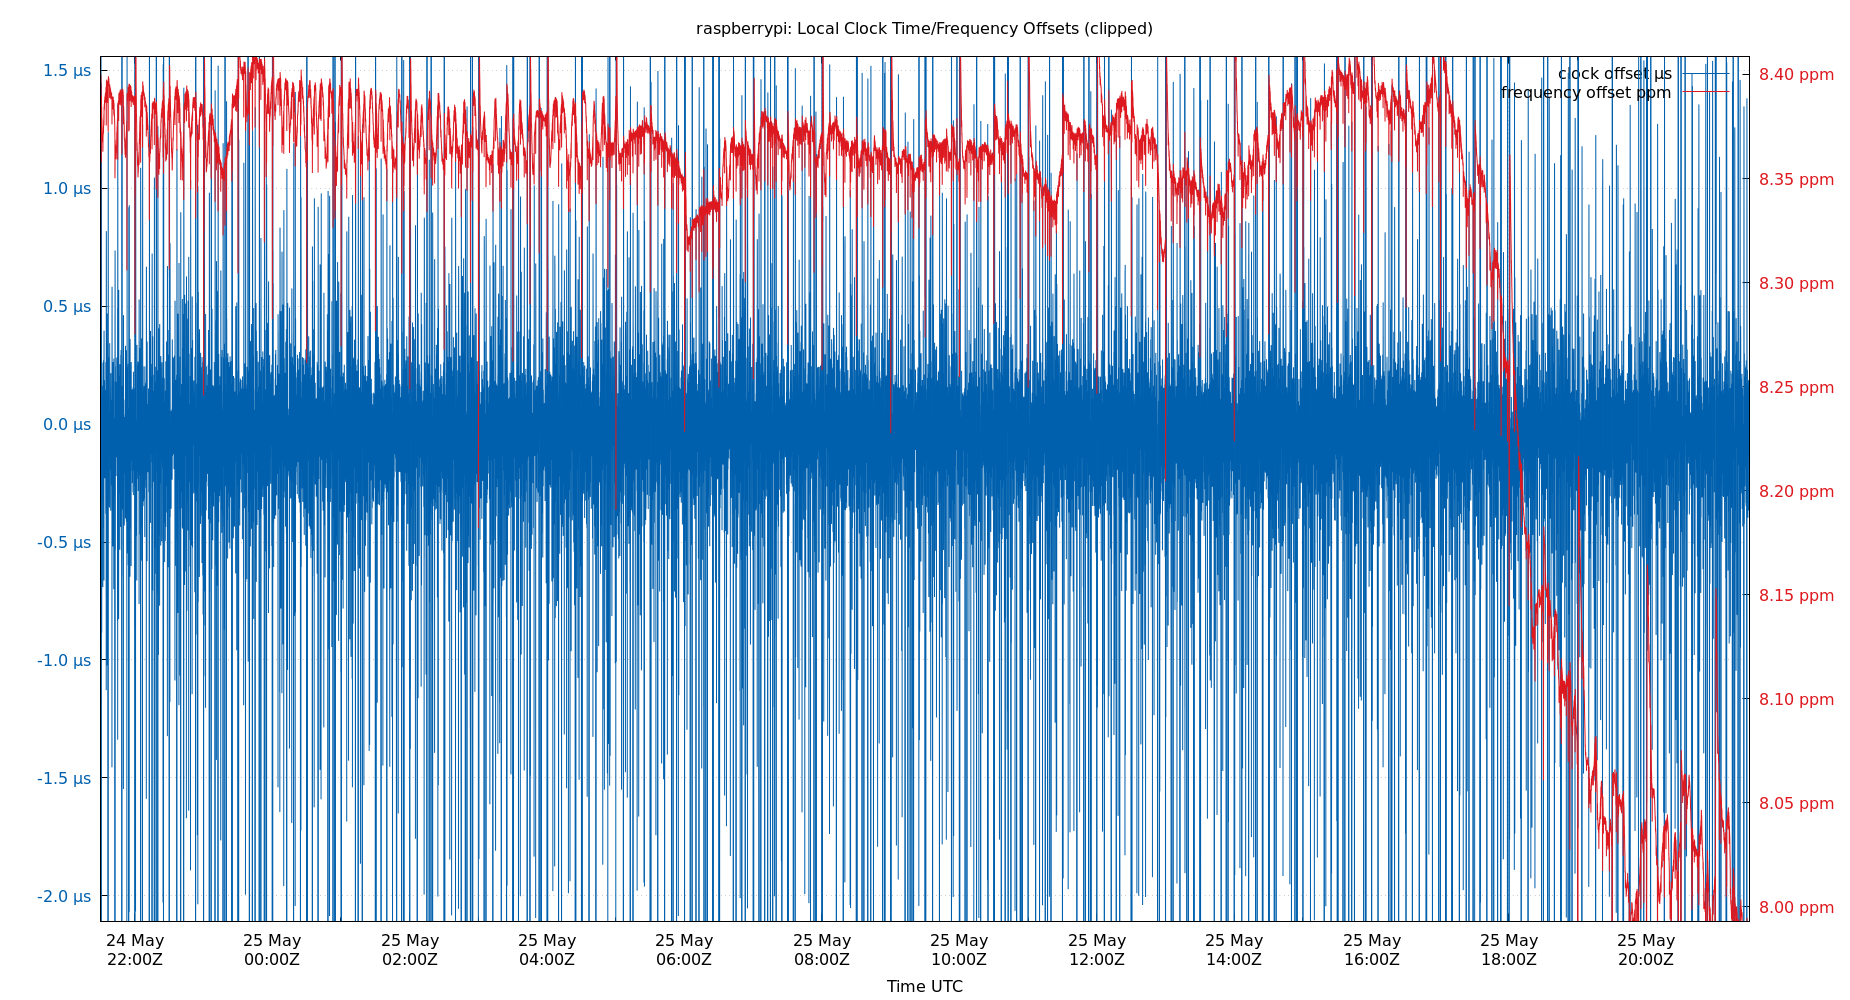 raspberrypi: Local Clock Time/Frequency Offsets (clipped)
clock offset µs
frequency offset ppm
1.5 µs
1.0 µs
0.5 µs
0.0 µs
-0.5 µs
-1.0 µs
-1.5 µs
-2.0 µs
8.40 ppm
8.35 ppm
8.30 ppm
8.25 ppm
8.20 ppm
8.15 ppm
8.10 ppm
8.05 ppm
8.00 ppm
24 May 25 May 25 May 25 May 25 May 25 May 25 May 25 May 25 May 25 May 25 May 25 May
22:00Z 00:00Z 02:00Z 04:00Z 06:00Z 08:00Z 10:00Z 12:00Z 14:00Z 16:00Z 18:00Z 20:00Z
Time UTC